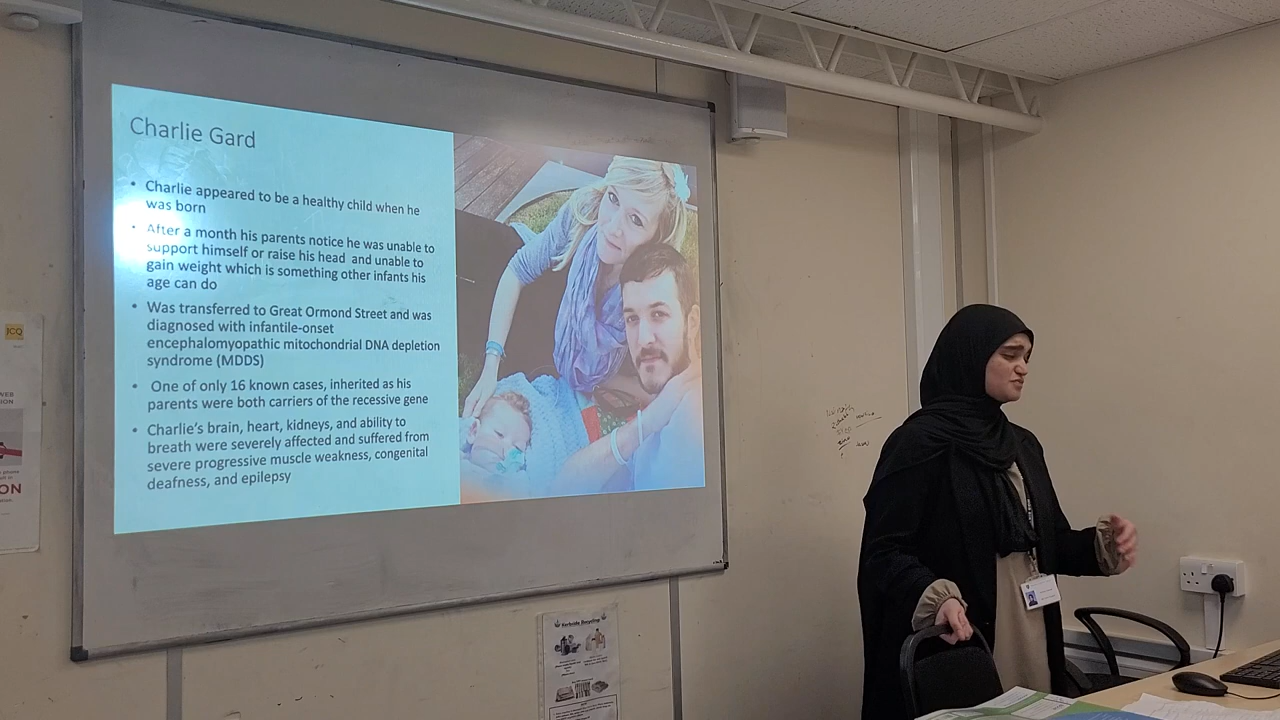 Charlie Gard
• Charlie appeared to be a healthy child when he
was born
• After a month his parents notice he was unable to
support himself or raise his head and unable to
gain weight which is something other infants his
age can do
• Was transferred to Great Ormond Street and was
diagnosed with infantile-onset
encephalomyopathic mitochondrial DNA depletion
syndrome (MDDS)
• One of only 16 known cases, inherited as his
parents were both carriers of the recessive gene
• Charlie's brain, heart, kidneys, and ability to
breath were severely affected and suffered from
severe progressive muscle weakness, congenital
deafness, and epilepsy
JCQ
ON
Kerbside Recycling